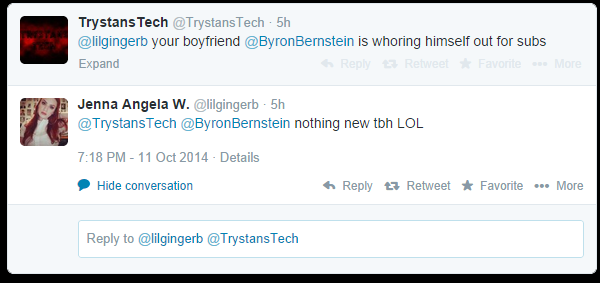 TrystansTech @TrystansTech · 5h
@lilgingerb your boyfriend @ByronBernstein is whoring himself out for subs
Expand Reply Retweet Favorite More
Jenna Angela W. @lilgingerb · 5h
@TrystansTech @ByronBernstein nothing new tbh LOL
7:18 PM - 11 Oct 2014 · Details
Hide conversation Reply Retweet Favorite More
Reply to @lilgingerb @TrystansTech